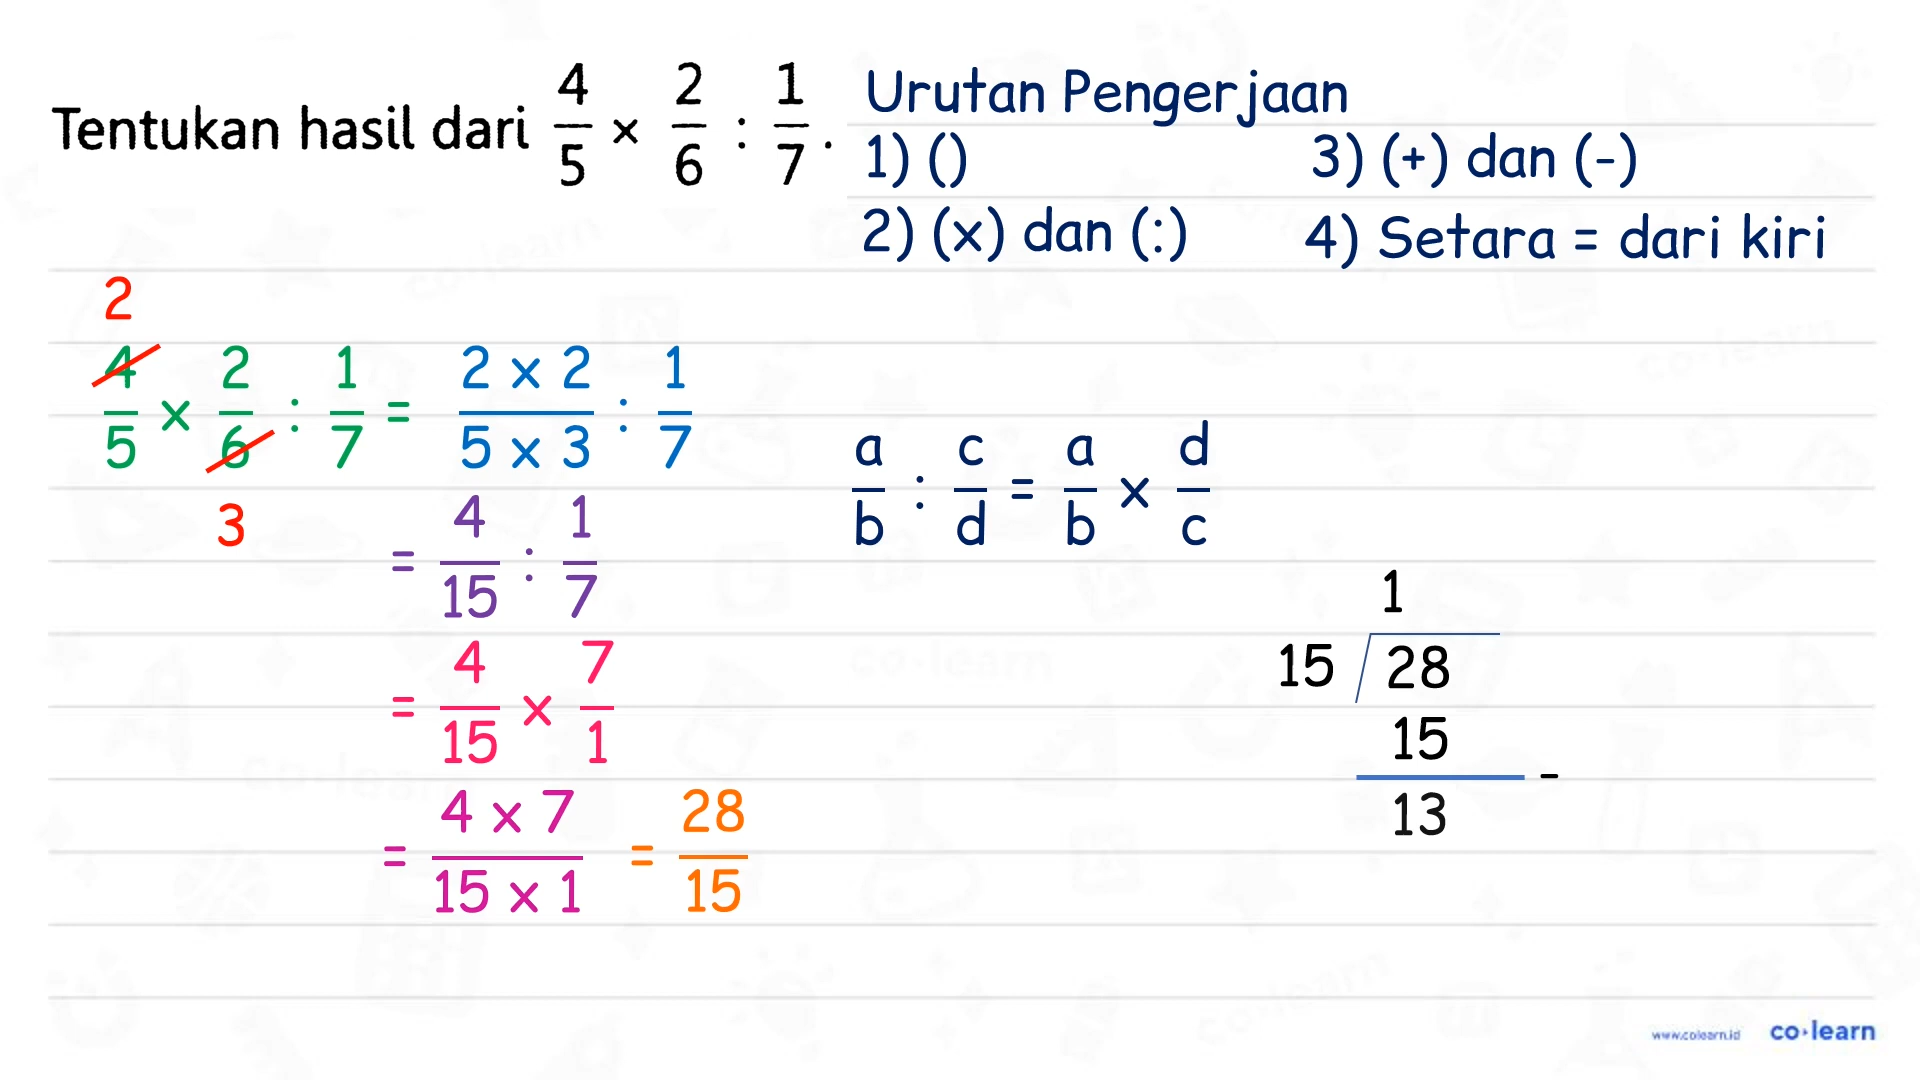 Tentukan hasil dari 4/5 × 2/6 : 1/7.
Urutan Pengerjaan
1) ()
3) (+) dan (-)
2) (x) dan (:)
4) Setara = dari kiri
2
4/5 x 2/6 : 1/7 = 2 x 2/5 x 3 : 1/7
3
= 4/15 : 1/7
= 4/15 x 7/1
= 4 x 7/15 x 1 = 28/15
a/b : c/d = a/b x d/c
1
15 28
15
-
13
www.colearn.id co·learn